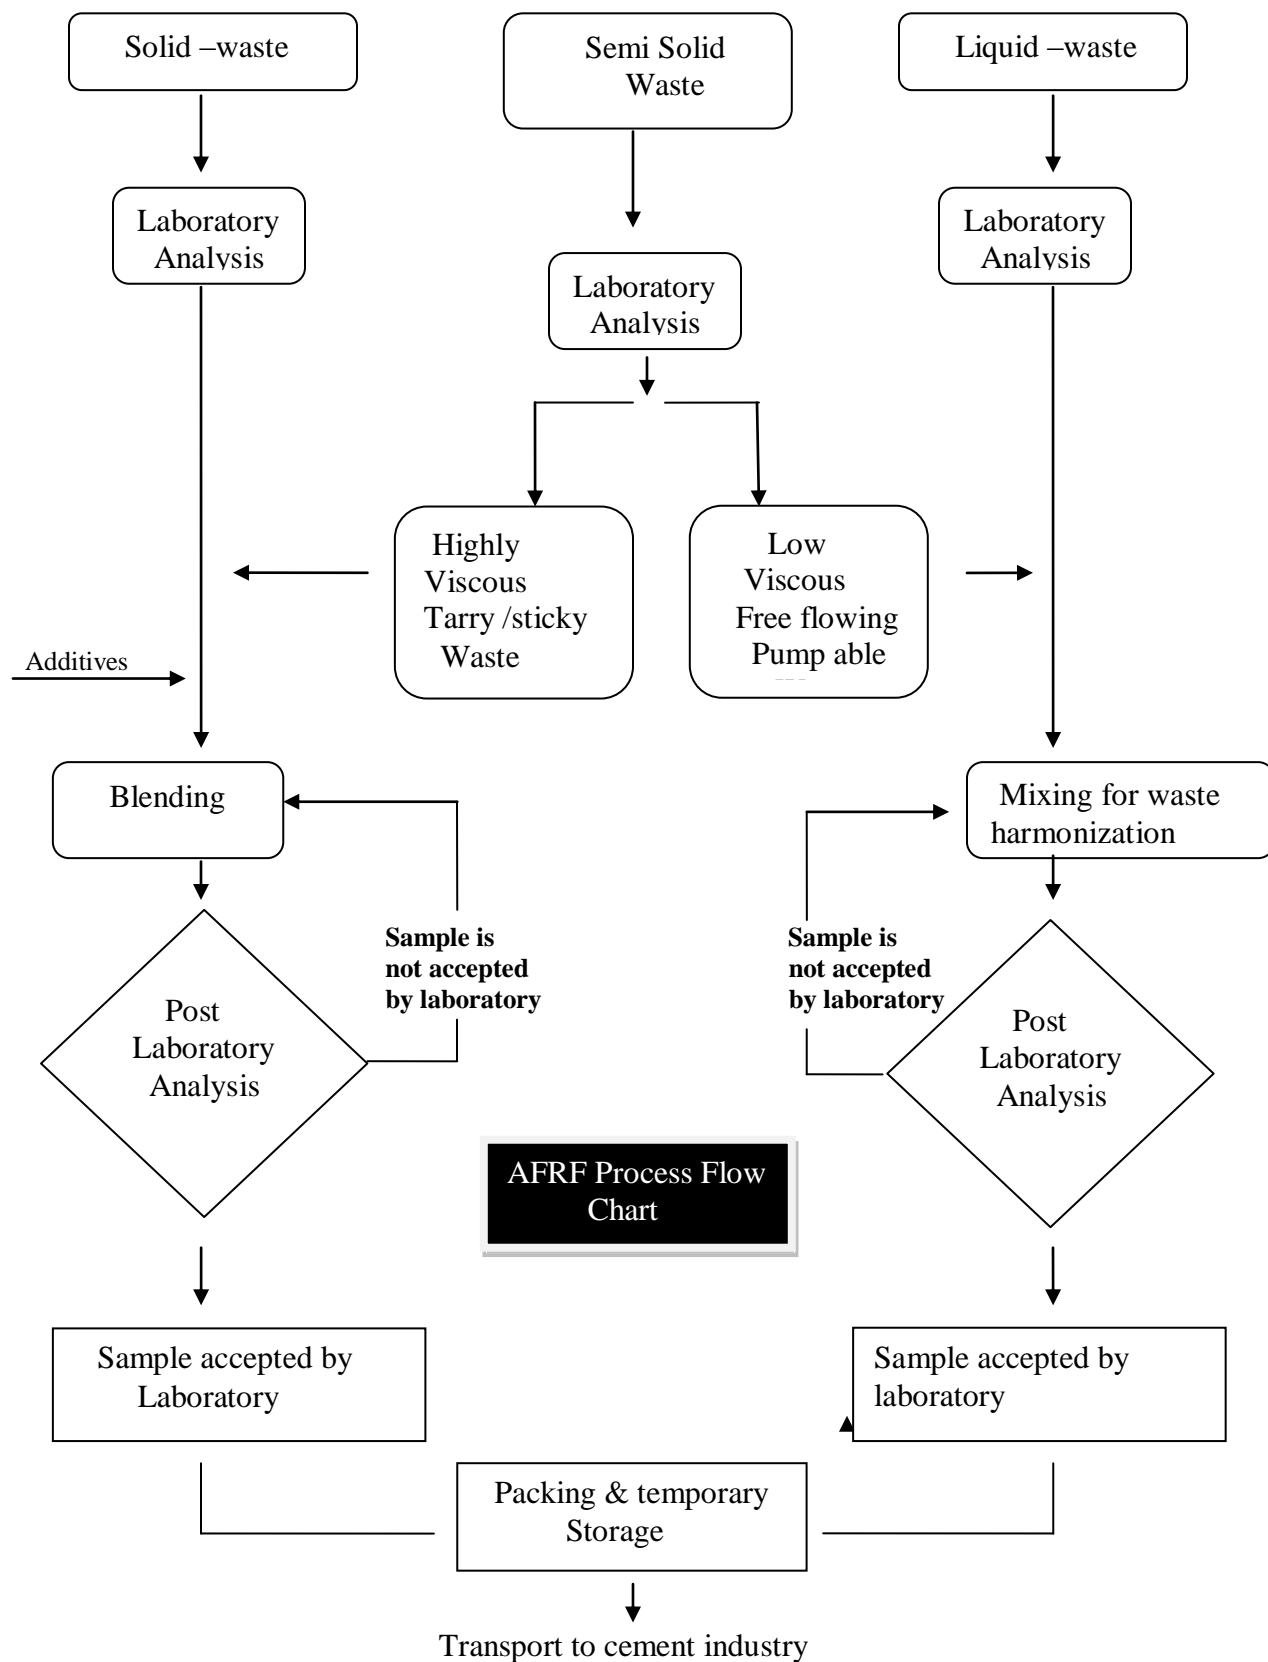 Solid –waste
Semi Solid
Waste
Liquid –waste
Laboratory
Analysis
Laboratory
Analysis
Laboratory
Analysis
Highly
Viscous
Tarry /sticky
Waste
Low
Viscous
Free flowing
Pump able
Additives
Blending
Mixing for waste
harmonization
Sample is
not accepted
by laboratory
Sample is
not accepted
by laboratory
Post
Laboratory
Analysis
Post
Laboratory
Analysis
AFRF Process Flow
Chart
Sample accepted by
Laboratory
Sample accepted by
laboratory
Packing & temporary
Storage
Transport to cement industry